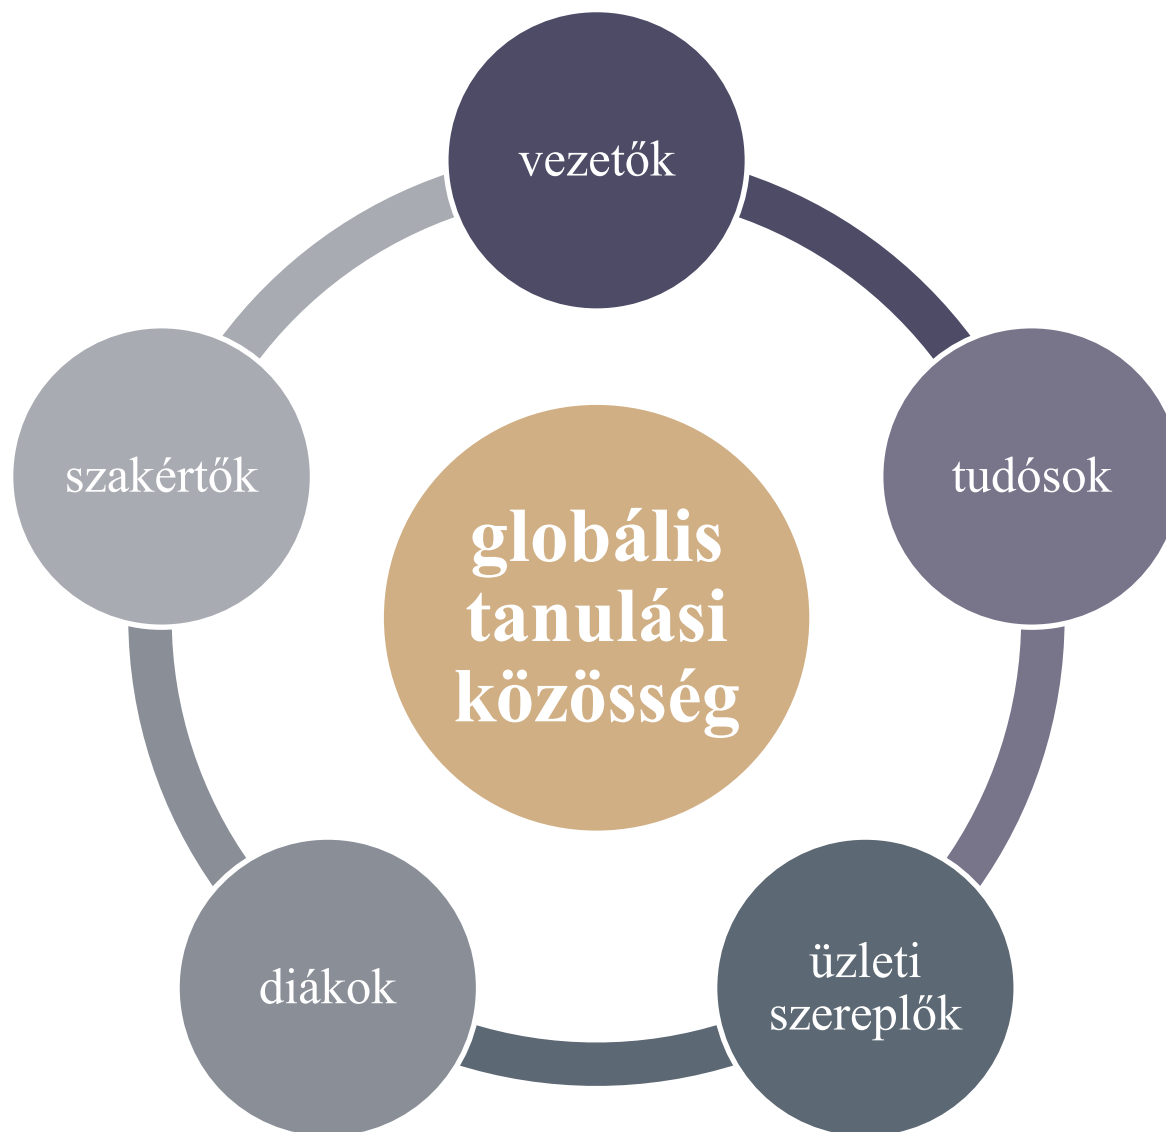 vezetők
szakértők
tudósok
globális
tanulási
közösség
diákok
üzleti
szereplők